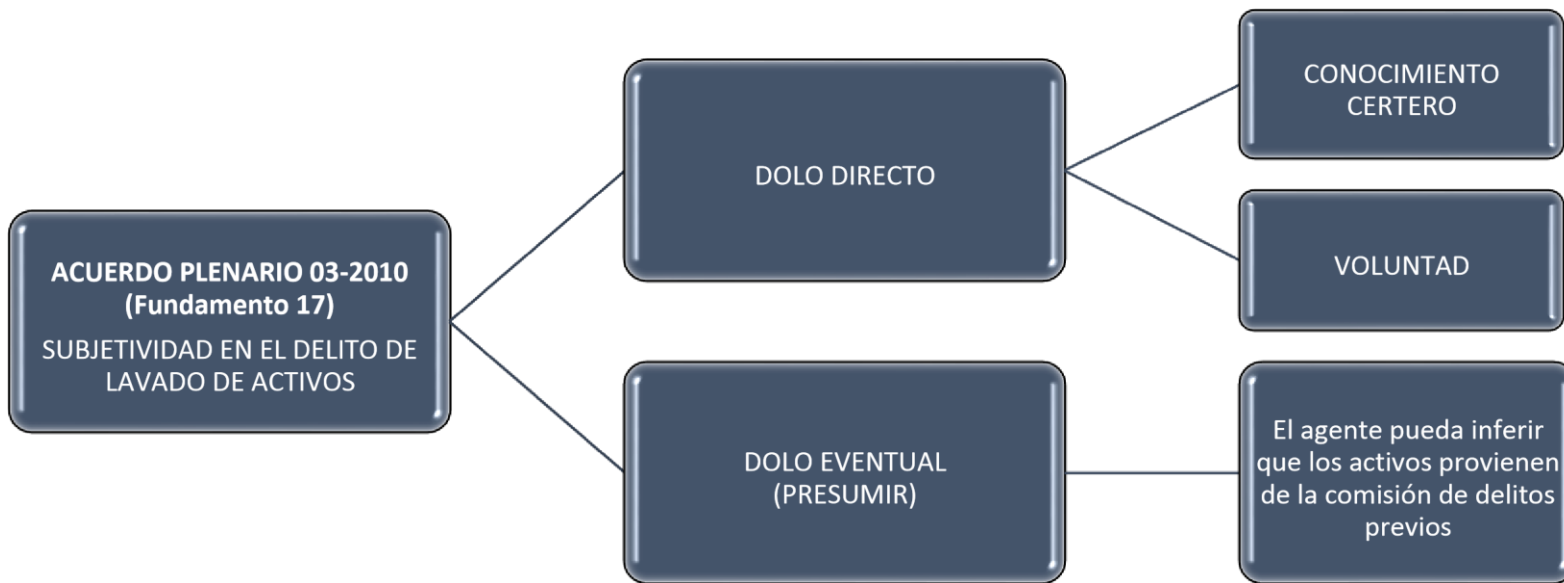 ACUERDO PLENARIO 03-2010
(Fundamento 17)
SUBJETIVIDAD EN EL DELITO DE
LAVADO DE ACTIVOS
DOLO DIRECTO
CONOCIMIENTO
CERTERO
VOLUNTAD
DOLO EVENTUAL
(PRESUMIR)
El agente pueda inferir
que los activos provienen
de la comisión de delitos
previos